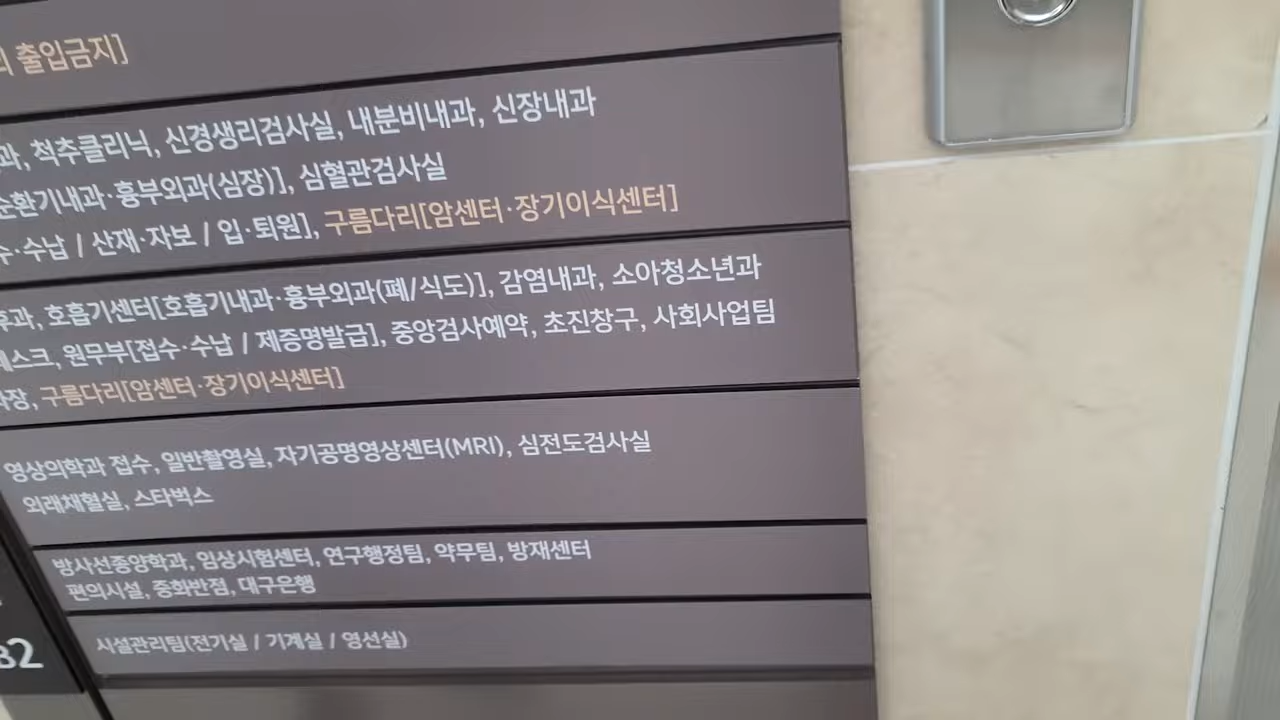 출입금지]
척추클리닉, 신경생리검사실, 내분비내과, 신장내과
순환기내과·흉부외과(심장)], 심혈관검사실
수납 / 산재·자보 / 입·퇴원], 구름다리[암센터·장기이식센터]
호흡기센터[호흡기내과·흉부외과(폐/식도)], 감염내과, 소아청소년과
원무부[접수·수납 / 제증명발급], 중앙검사예약, 초진창구, 사회사업팀
구름다리[암센터·장기이식센터]
영상의학과 접수, 일반촬영실, 자기공명영상센터(MRI), 심전도검사실
외래채혈실, 스타벅스
방사선종양학과, 임상시험센터, 연구행정팀, 약무팀, 방재센터
편의시설, 중화반점, 대구은행
B2 시설관리팀(전기실 / 기계실 / 영선실)